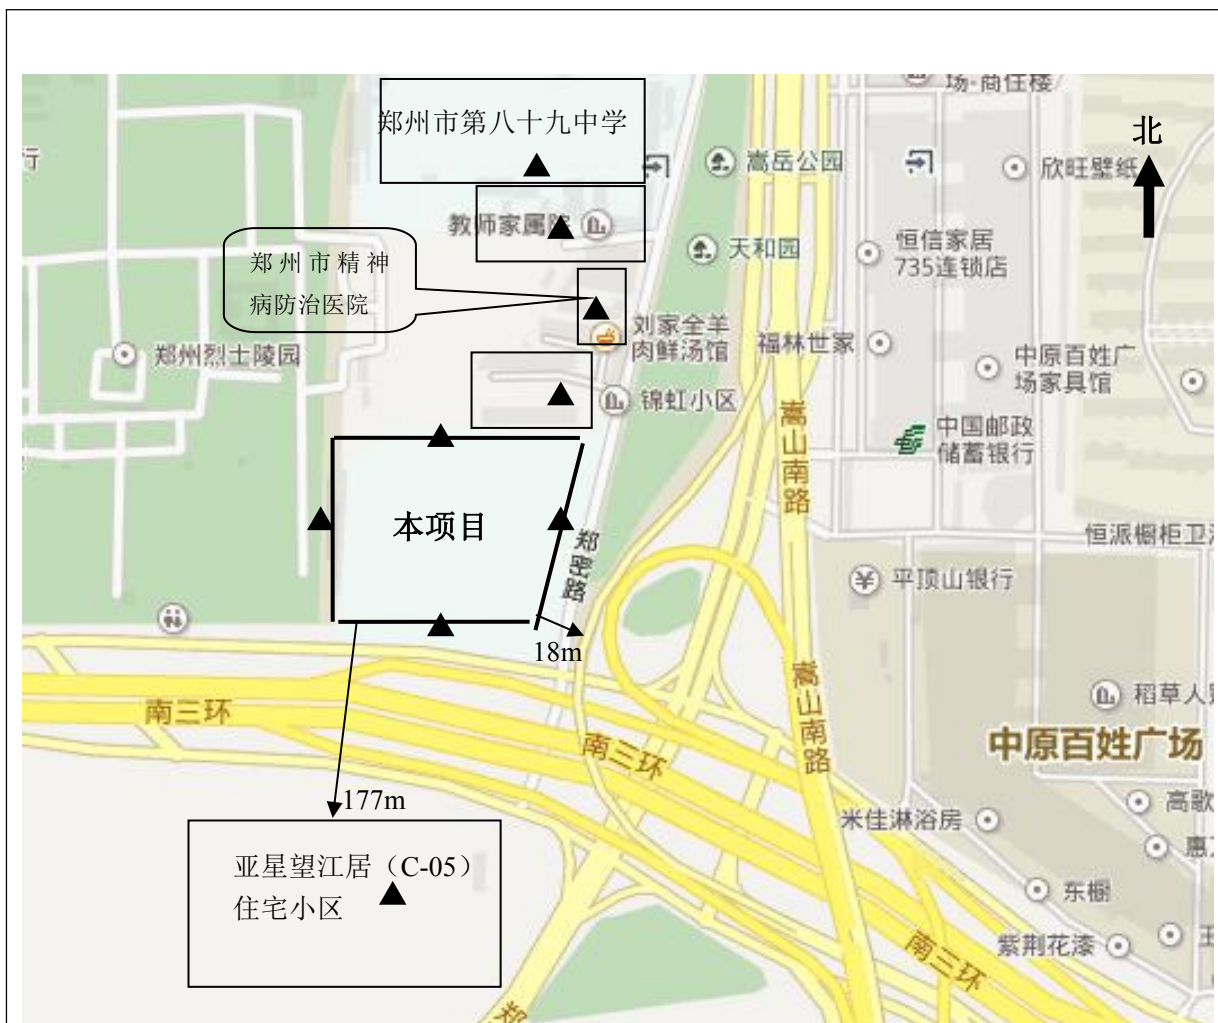 场-商住楼
郑州市第八十九中学
北
行
嵩岳公园
欣旺壁纸
教师家属院
天和园
恒信家居
735连锁店
郑州市精神
病防治医院
刘家全羊
肉鲜汤馆
福林世家
郑州烈士陵园
中原百姓广
场家具馆
锦虹小区
嵩山南路
中国邮政
储蓄银行
本项目
郑密路
恒派橱柜卫
平顶山银行
18m
嵩山南路
稻草人
南三环
南三环
中原百姓广场
177m
高歌
米佳淋浴房
惠
亚星望江居（C-05）
住宅小区
东橱
紫荆花漆
王
南三环
郑